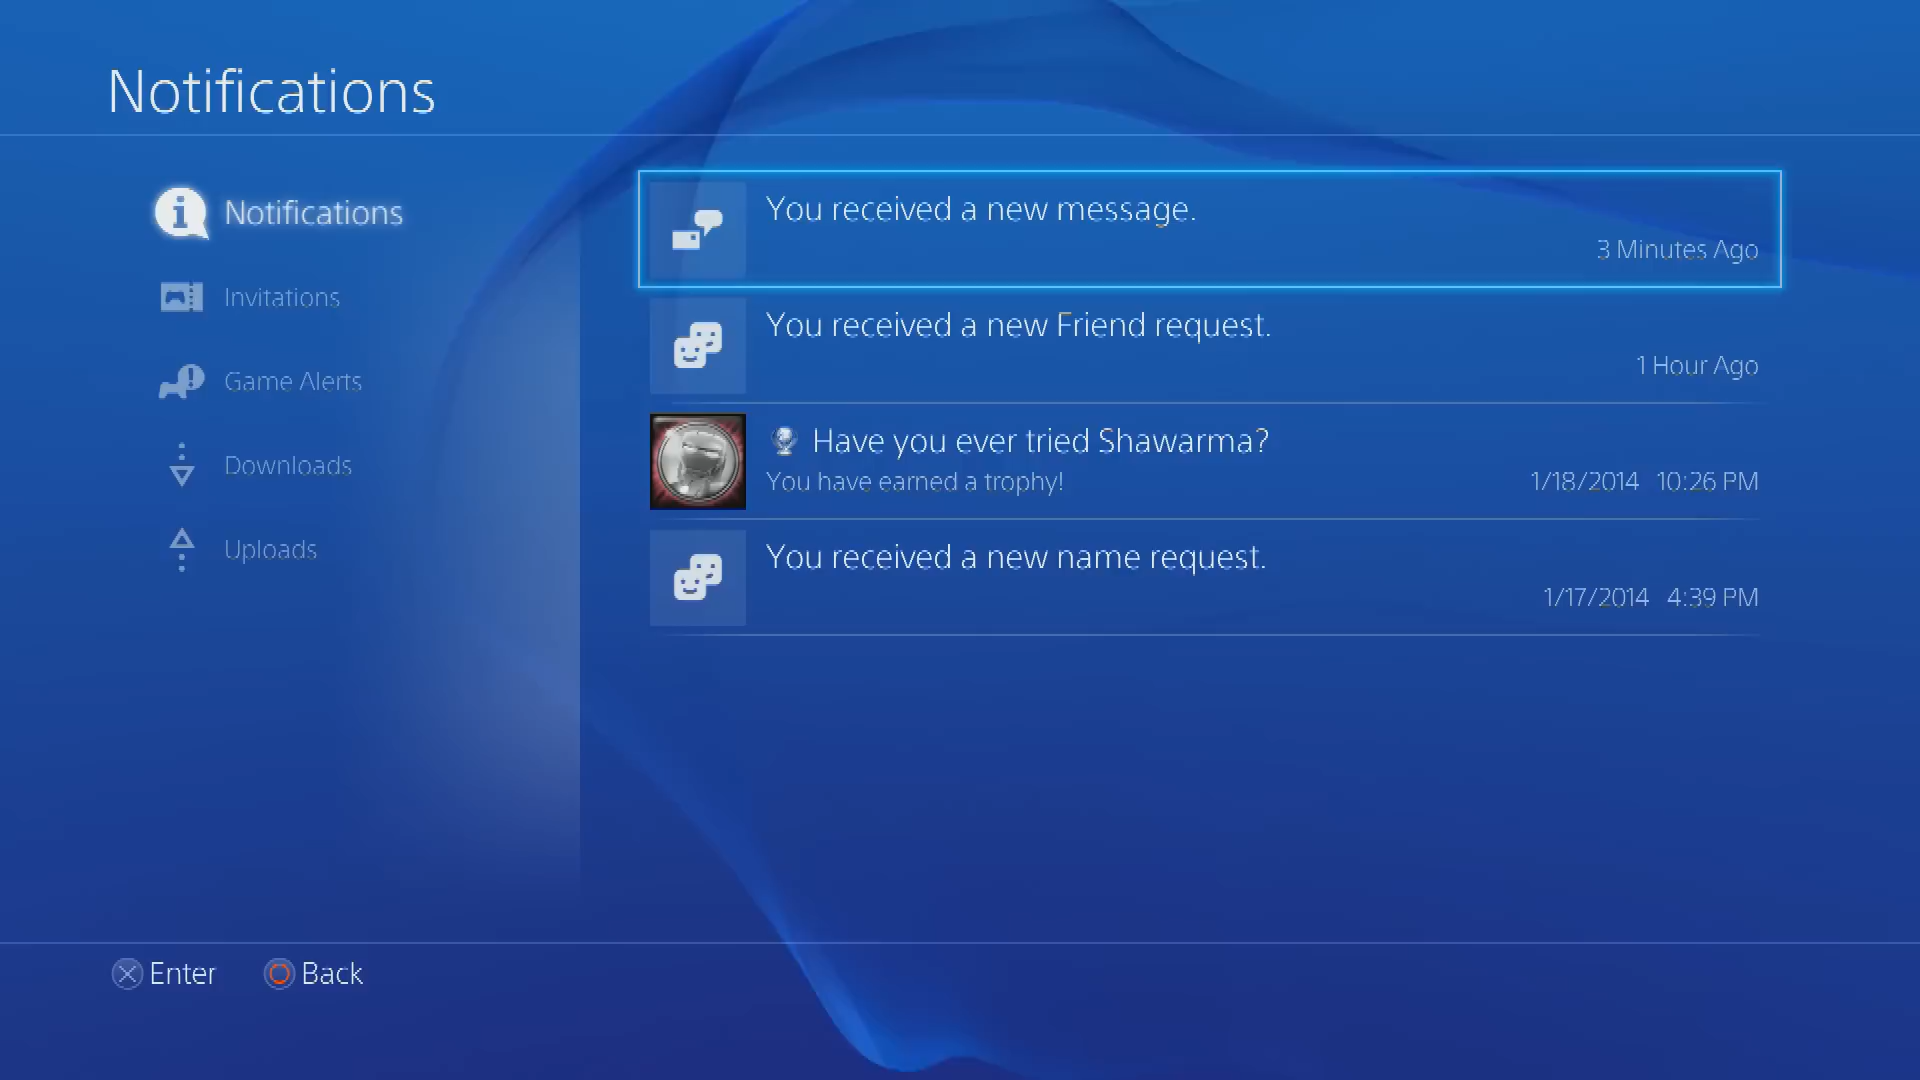 Notifications
Notifications
Invitations
Game Alerts
Downloads
Uploads
You received a new message.
3 Minutes Ago
You received a new Friend request.
1 Hour Ago
Have you ever tried Shawarma?
You have earned a trophy!
1/18/2014 10:26 PM
You received a new name request.
1/17/2014 4:39 PM
Enter Back